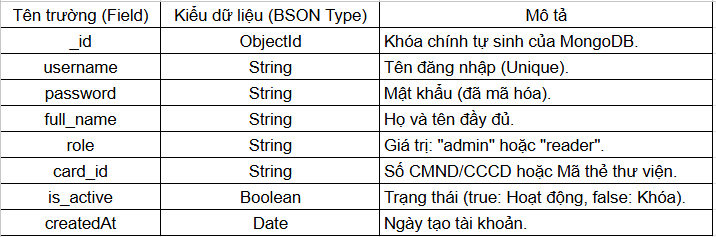 Tên trường (Field) Kiểu dữ liệu (BSON Type) Mô tả
_id ObjectId Khóa chính tự sinh của MongoDB.
username String Tên đăng nhập (Unique).
password String Mật khẩu (đã mã hóa).
full_name String Họ và tên đầy đủ.
role String Giá trị: "admin" hoặc "reader".
card_id String Số CMND/CCCD hoặc Mã thẻ thư viện.
is_active Boolean Trạng thái (true: Hoạt động, false: Khóa).
createdAt Date Ngày tạo tài khoản.